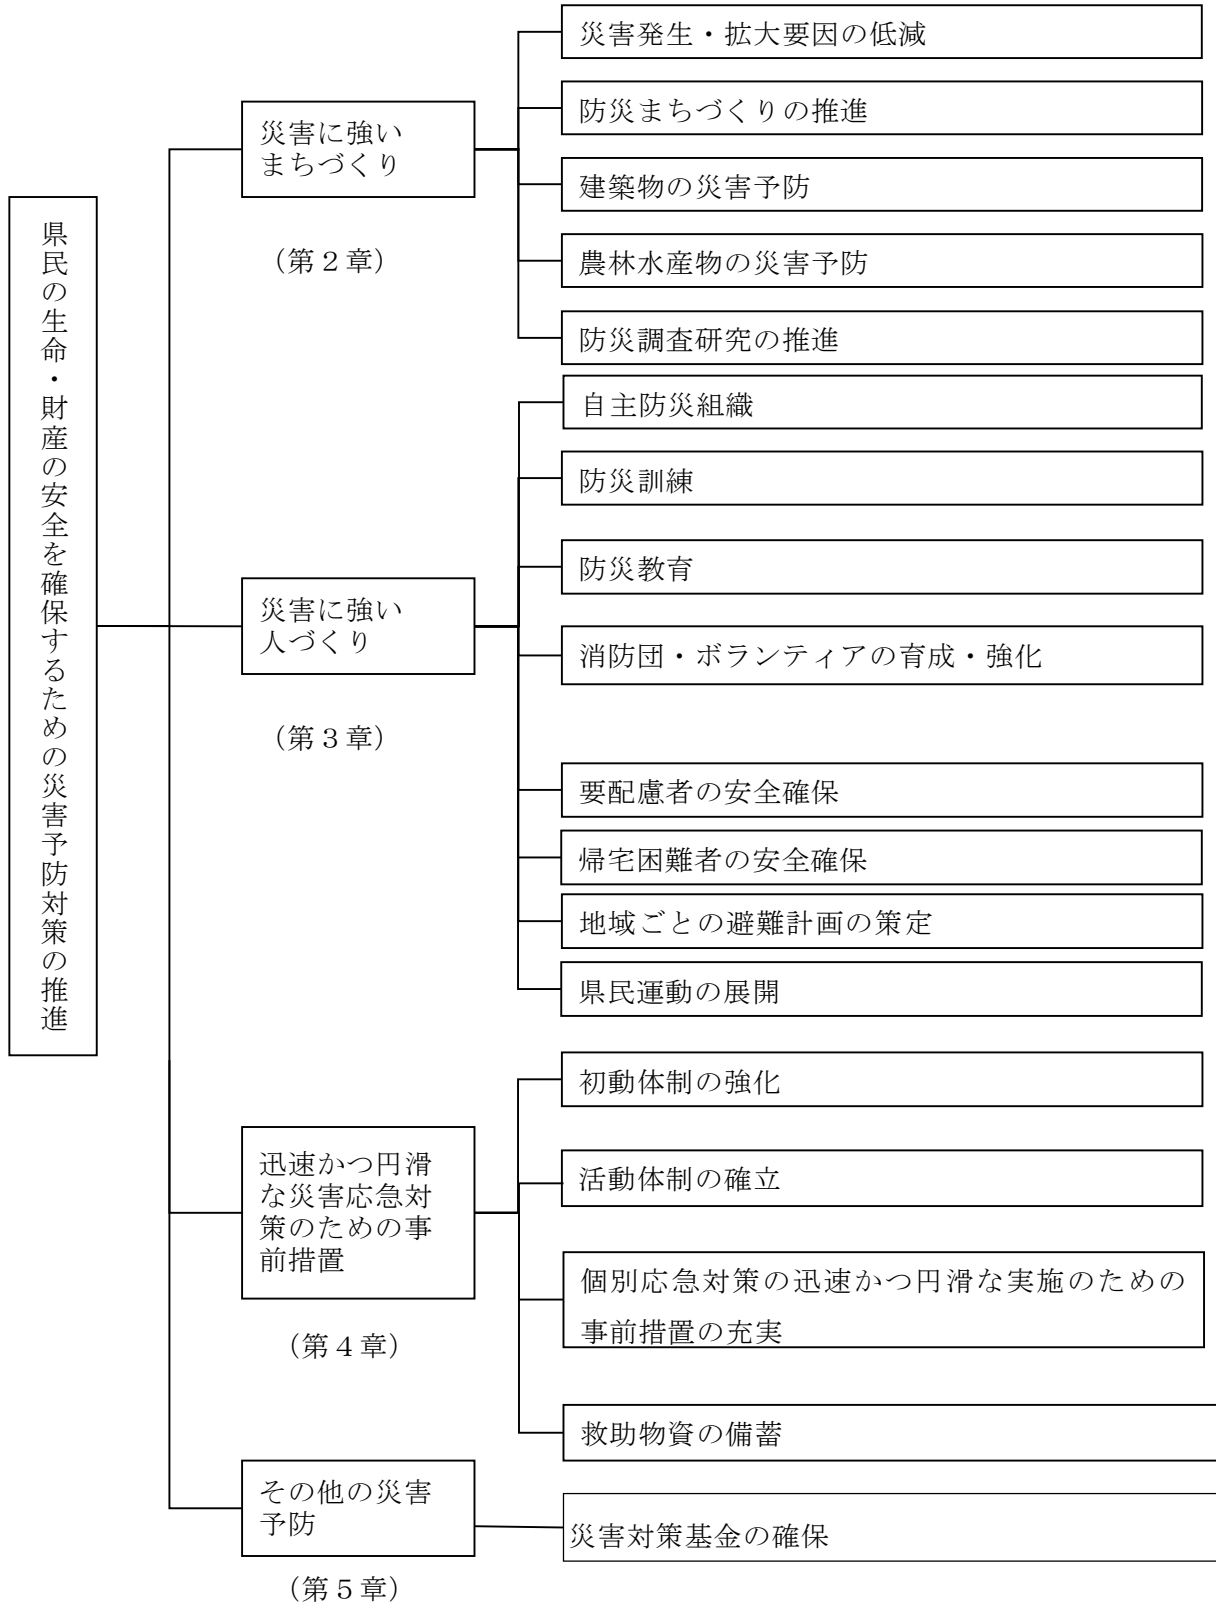 県民の生命・財産の安全を確保するための災害予防対策の推進
災害に強い
まちづくり
（第２章）
災害発生・拡大要因の低減
防災まちづくりの推進
建築物の災害予防
農林水産物の災害予防
防災調査研究の推進
災害に強い
人づくり
（第３章）
自主防災組織
防災訓練
防災教育
消防団・ボランティアの育成・強化
要配慮者の安全確保
帰宅困難者の安全確保
地域ごとの避難計画の策定
県民運動の展開
迅速かつ円滑
な災害応急対
策のための事
前措置
（第４章）
初動体制の強化
活動体制の確立
個別応急対策の迅速かつ円滑な実施のための
事前措置の充実
救助物資の備蓄
その他の災害
予防
（第５章）
災害対策基金の確保